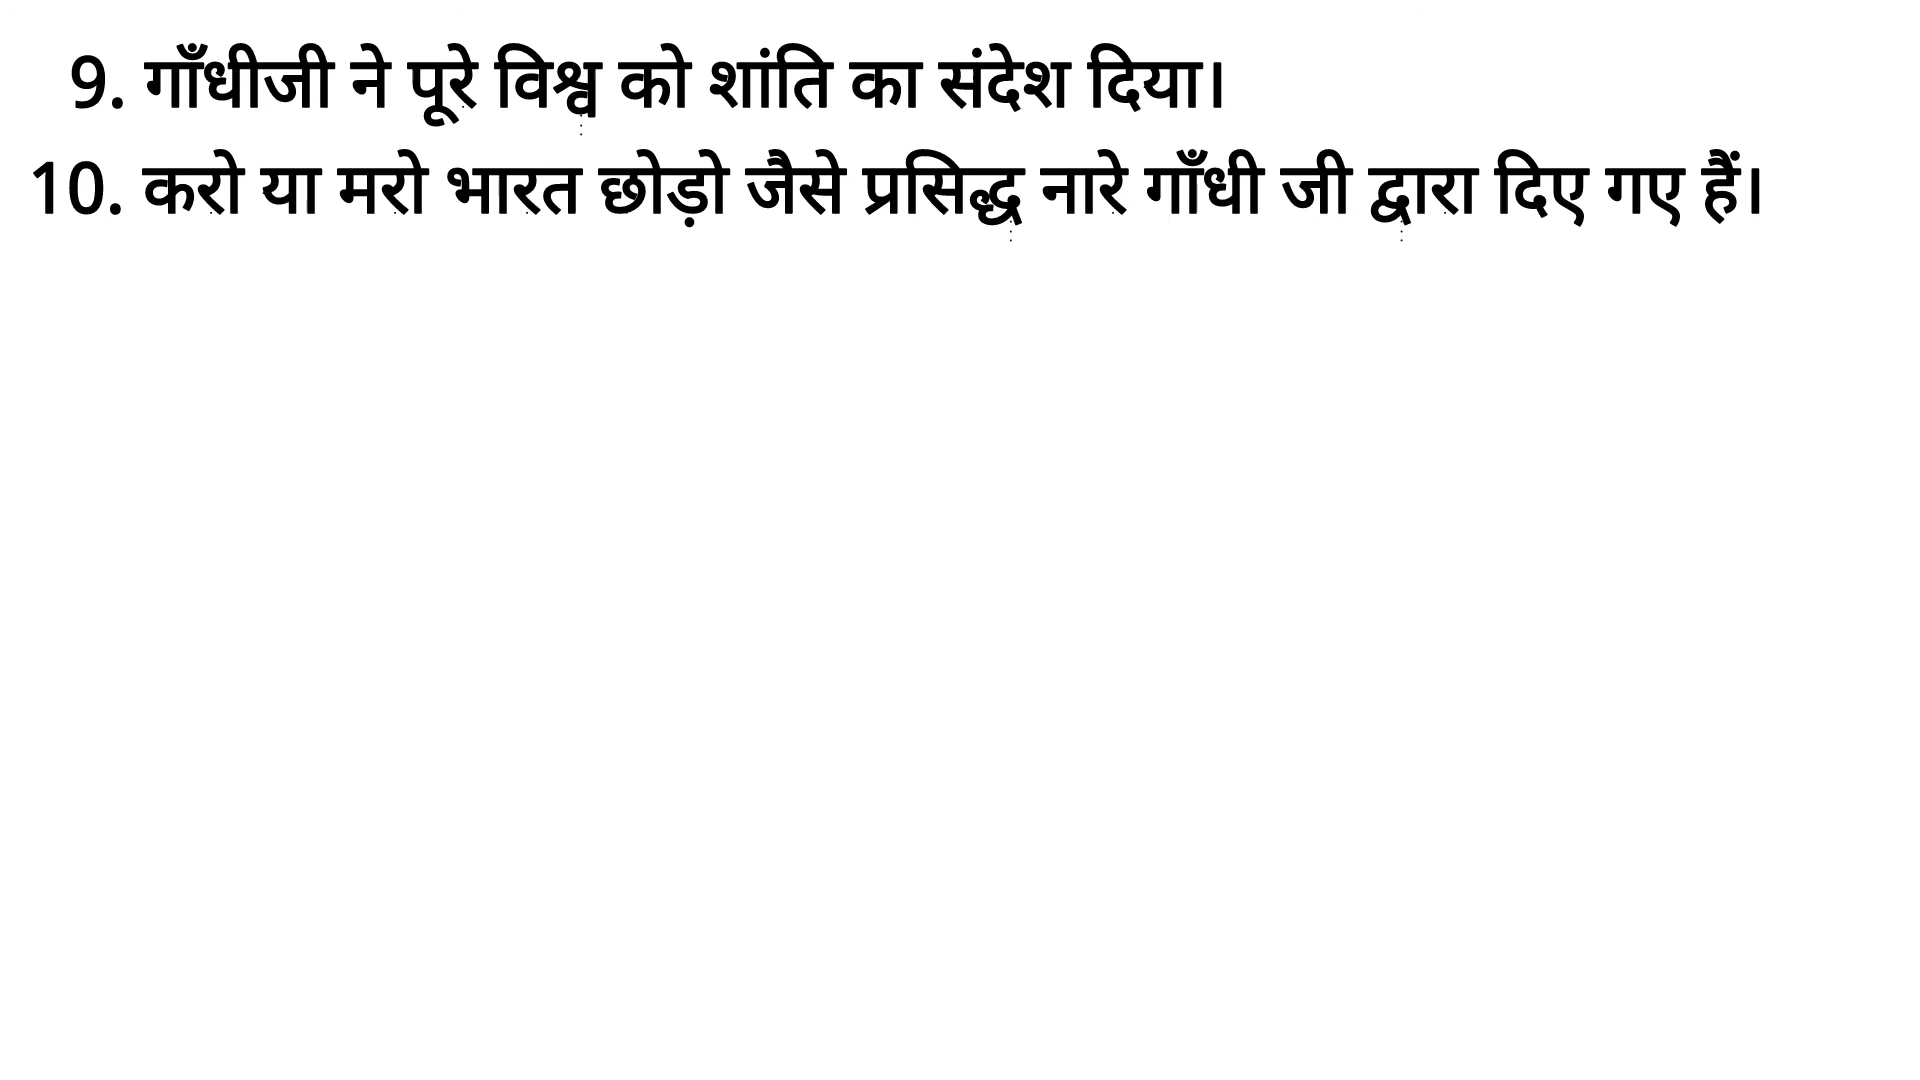 9. गाँधीजी ने पूरे विश्व को शांति का संदेश दिया।
10. करो या मरो भारत छोड़ो जैसे प्रसिद्ध नारे गाँधी जी द्वारा दिए गए हैं।